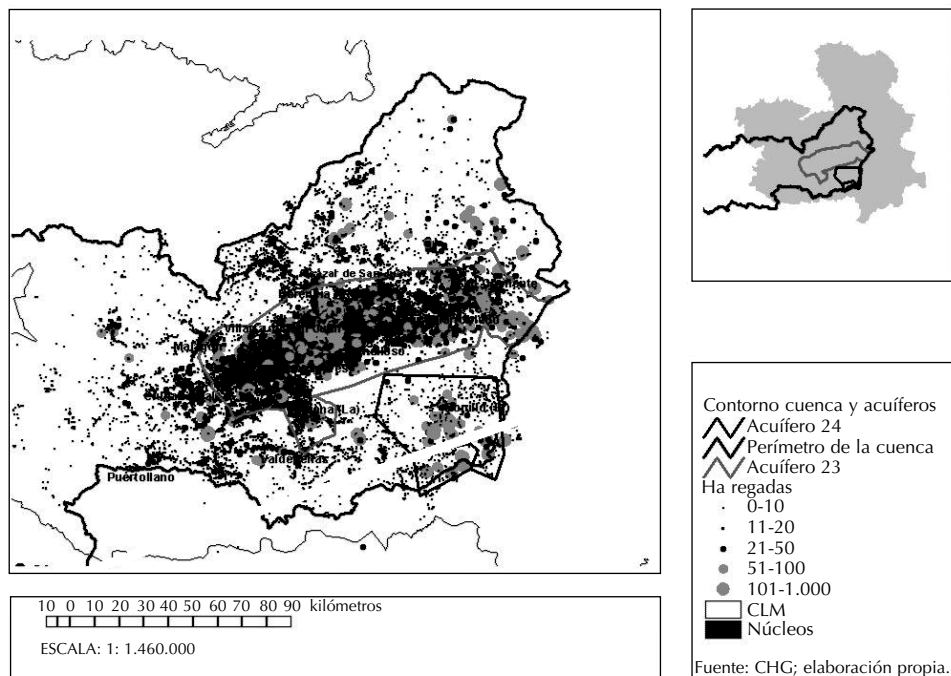 Puertollano
10 0 10 20 30 40 50 60 70 80 90 kilómetros
ESCALA: 1: 1.460.000
Contorno cuenca y acuíferos
Acuífero 24
Perímetro de la cuenca
Acuífero 23
Ha regadas
0-10
11-20
21-50
51-100
101-1.000
CLM
Núcleos
Fuente: CHG; elaboración propia.